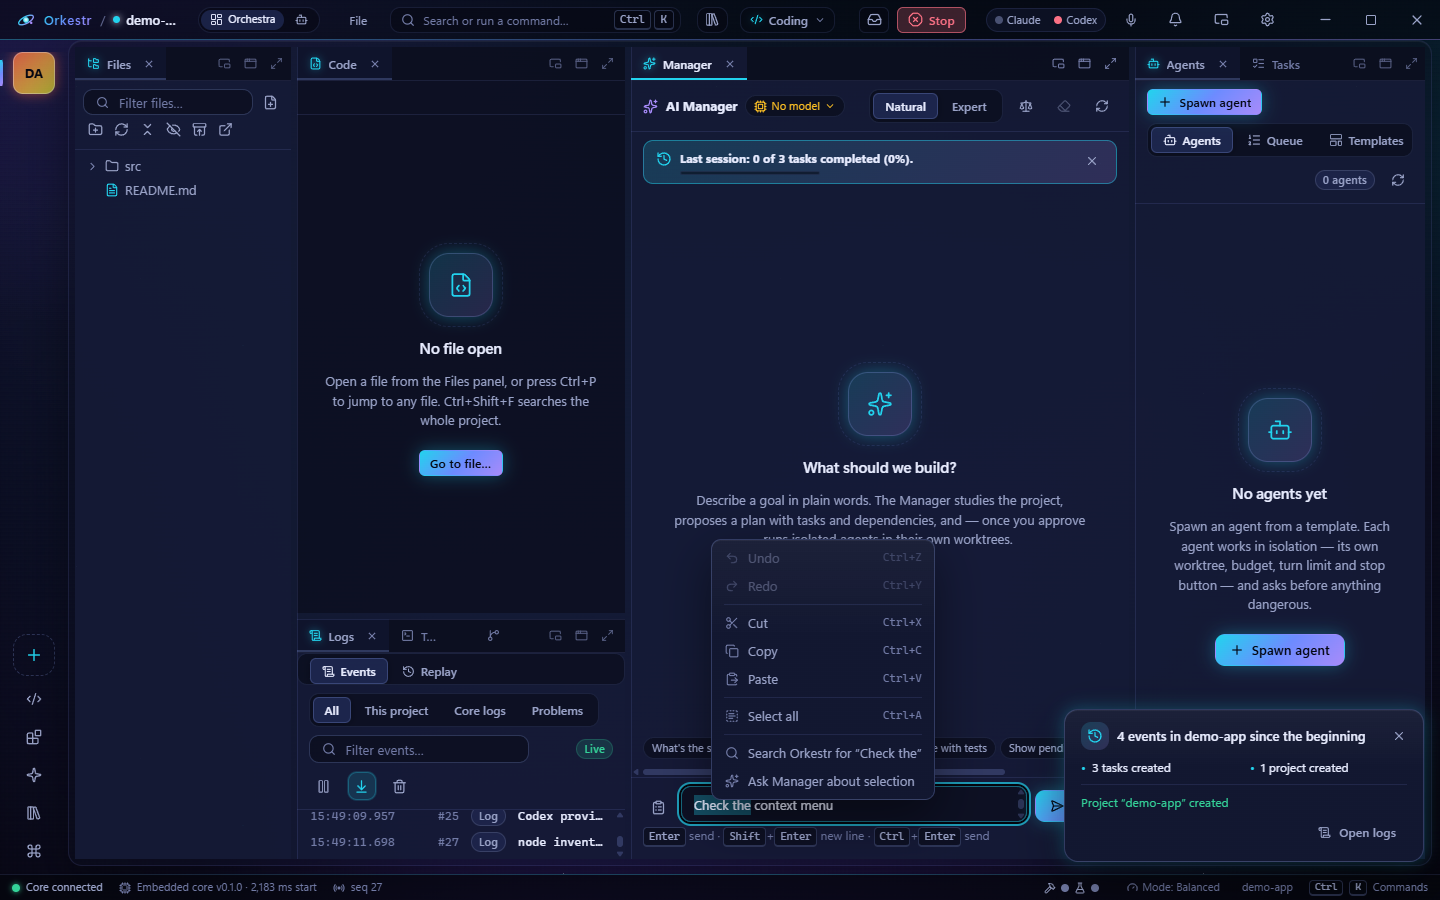 Orkestr / demo-...
Orchestra
File
Search or run a command...
Ctrl K
Coding
Stop
Claude
Codex
DA
Files
Filter files...
src
README.md
Code
No file open
Open a file from the Files panel, or press Ctrl+P
to jump to any file. Ctrl+Shift+F searches the
whole project.
Go to file...
Logs
T...
Events
Replay
All
This project
Core logs
Problems
Filter events...
Live
15:49:09.957 #25 Log Codex provi...
15:49:11.698 #27 Log node invent...
Manager
AI Manager
No model
Natural
Expert
Last session: 0 of 3 tasks completed (0%).
What should we build?
Describe a goal in plain words. The Manager studies the project,
proposes a plan with tasks and dependencies, and — once you approve
runs isolated agents in their own worktrees.
Undo Ctrl+Z
Redo Ctrl+Y
Cut Ctrl+X
Copy Ctrl+C
Paste Ctrl+V
Select all Ctrl+A
Search Orkestr for “Check the”
Ask Manager about selection
What's the s
e with tests
Show pend
Check the context menu
Enter send · Shift + Enter new line · Ctrl + Enter send
Agents
Tasks
Spawn agent
Agents
Queue
Templates
0 agents
No agents yet
Spawn an agent from a template. Each
agent works in isolation — its own
worktree, budget, turn limit and stop
button — and asks before anything
dangerous.
Spawn agent
4 events in demo-app since the beginning
• 3 tasks created
• 1 project created
Project “demo-app” created
Open logs
Core connected
Embedded core v0.1.0 · 2,183 ms start
seq 27
Mode: Balanced
demo-app
Ctrl K Commands